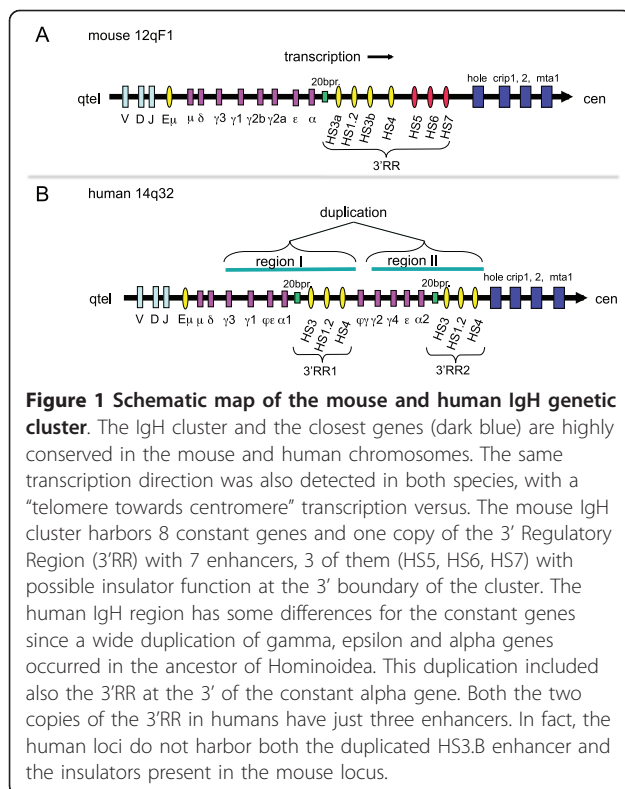 A mouse 12qF1
transcription
20bpr.
hole crip1, 2, mta1
qtel cen
V D J Eμ μ δ γ3 γ1 γ2b γ2a ε α HS3a HS1.2 HS3b HS4 HS5 HS6 HS7
3'RR
B human 14q32
duplication
region I region II
20bpr. 20bpr. hole crip1, 2, mta1
qtel cen
V D J Eμ μ δ γ3 γ1 φε α1 HS3 HS1.2 HS4 φγ γ2 γ4 ε α2 HS3 HS1.2 HS4
3'RR1 3'RR2
Figure 1 Schematic map of the mouse and human IgH genetic
cluster. The IgH cluster and the closest genes (dark blue) are highly
conserved in the mouse and human chromosomes. The same
transcription direction was also detected in both species, with a
"telomere towards centromere" transcription versus. The mouse IgH
cluster harbors 8 constant genes and one copy of the 3' Regulatory
Region (3'RR) with 7 enhancers, 3 of them (HS5, HS6, HS7) with
possible insulator function at the 3' boundary of the cluster. The
human IgH region has some differences for the constant genes
since a wide duplication of gamma, epsilon and alpha genes
occurred in the ancestor of Hominoidea. This duplication included
also the 3'RR at the 3' of the constant alpha gene. Both the two
copies of the 3'RR in humans have just three enhancers. In fact, the
human loci do not harbor both the duplicated HS3.B enhancer and
the insulators present in the mouse locus.